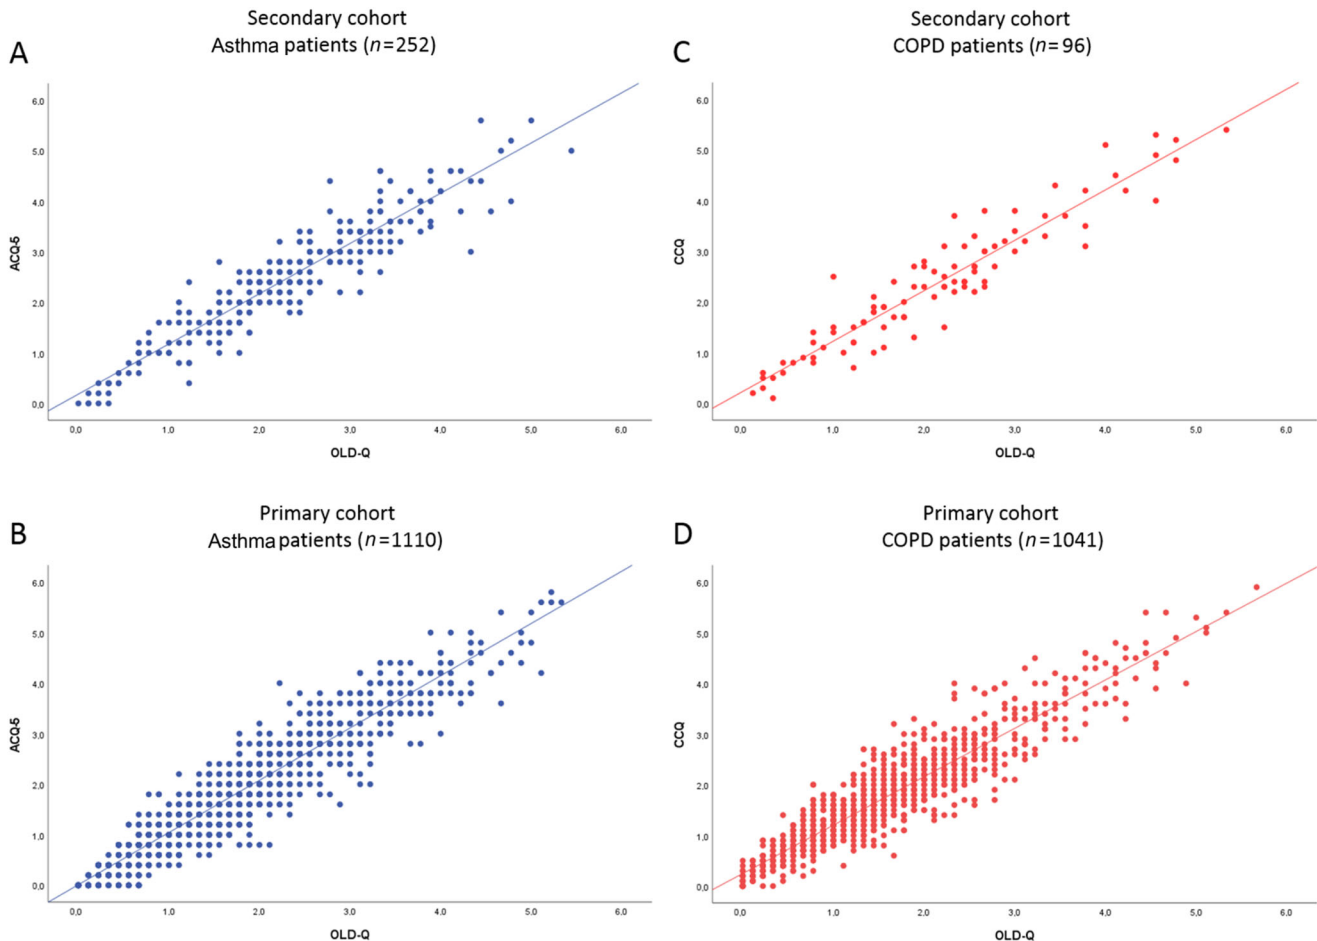 Secondary cohort
Asthma patients (n=252)
A
6,0
5,0
4,0
3,0
2,0
1,0
0,0
ACQ-5
0,0 1,0 2,0 3,0 4,0 5,0 6,0
OLD-Q
Secondary cohort
COPD patients (n=96)
C
6,0
5,0
4,0
3,0
2,0
1,0
0,0
CCQ
0,0 1,0 2,0 3,0 4,0 5,0 6,0
OLD-Q
Primary cohort
Asthma patients (n=1110)
B
6,0
5,0
4,0
3,0
2,0
1,0
0,0
ACQ-5
0,0 1,0 2,0 3,0 4,0 5,0 6,0
OLD-Q
Primary cohort
COPD patients (n=1041)
D
6,0
5,0
4,0
3,0
2,0
1,0
0,0
CCQ
0,0 1,0 2,0 3,0 4,0 5,0 6,0
OLD-Q